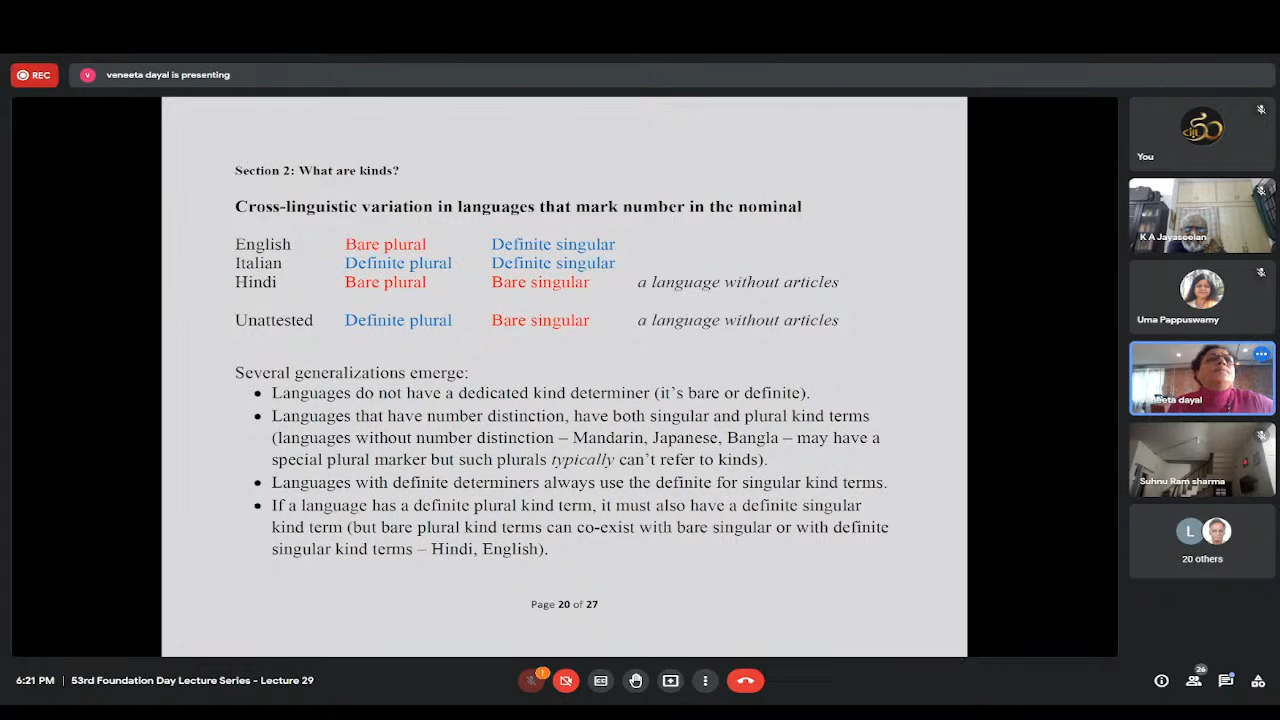 REC
v veneeta dayal is presenting
Section 2: What are kinds?
Cross-linguistic variation in languages that mark number in the nominal
English Bare plural Definite singular
Italian Definite plural Definite singular
Hindi Bare plural Bare singular a language without articles
Unattested Definite plural Bare singular a language without articles
Several generalizations emerge:
• Languages do not have a dedicated kind determiner (it's bare or definite).
• Languages that have number distinction, have both singular and plural kind terms
(languages without number distinction – Mandarin, Japanese, Bangla – may have a
special plural marker but such plurals typically can't refer to kinds).
• Languages with definite determiners always use the definite for singular kind terms.
• If a language has a definite plural kind term, it must also have a definite singular
kind term (but bare plural kind terms can co-exist with bare singular or with definite
singular kind terms – Hindi, English).
Page 20 of 27
You
K A Jayaseelan
Uma Pappuswamy
veneeta dayal
Suhnu Ram sharma
L
20 others
6:21 PM | 53rd Foundation Day Lecture Series - Lecture 29
26